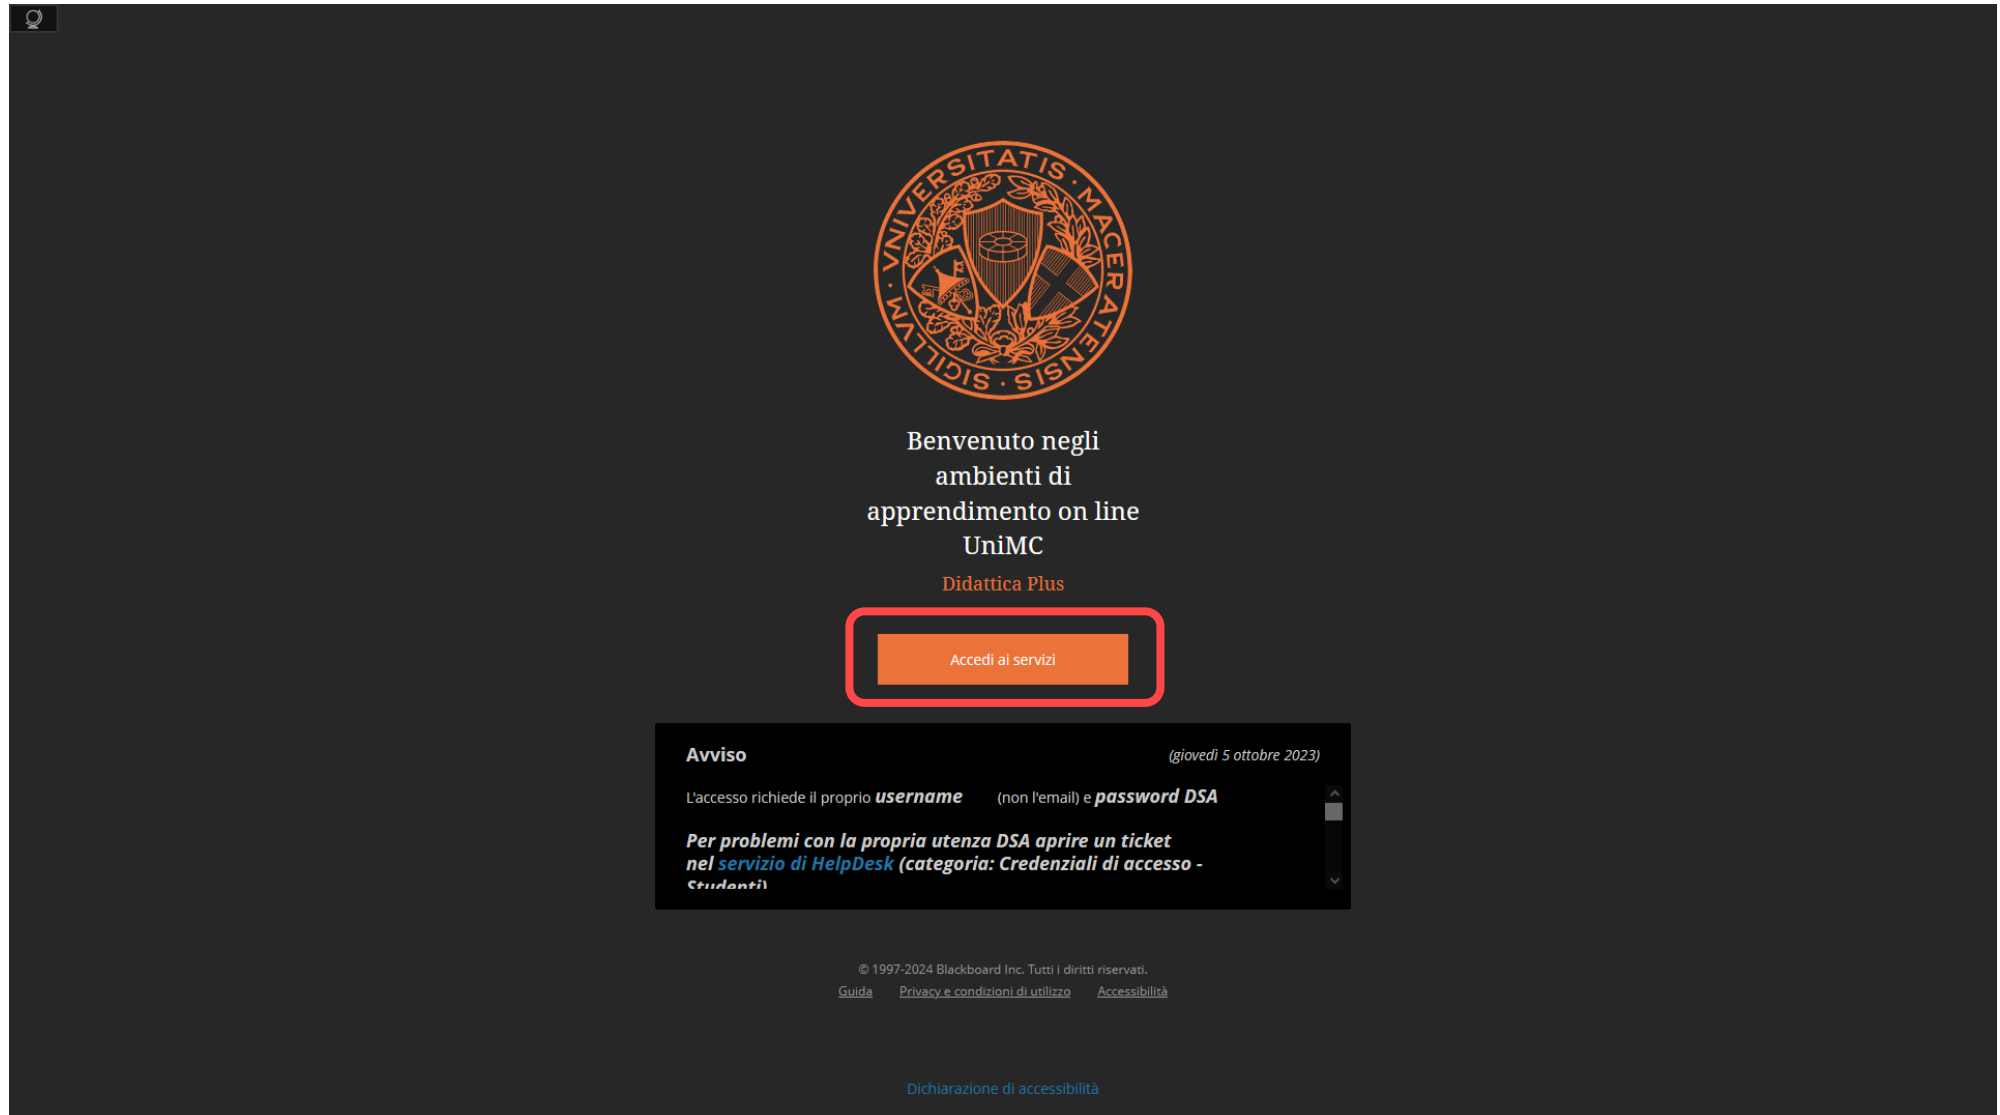 VNIVERSITATIS · MACERATENSIS · SIGILLVM ·
Benvenuto negli
ambienti di
apprendimento on line
UniMC
Didattica Plus
Accedi ai servizi
Avviso (giovedì 5 ottobre 2023)
L'accesso richiede il proprio username (non l'email) e password DSA
Per problemi con la propria utenza DSA aprire un ticket
nel servizio di HelpDesk (categoria: Credenziali di accesso -
Studenti)
© 1997-2024 Blackboard Inc. Tutti i diritti riservati.
Guida Privacy e condizioni di utilizzo Accessibilità
Dichiarazione di accessibilità